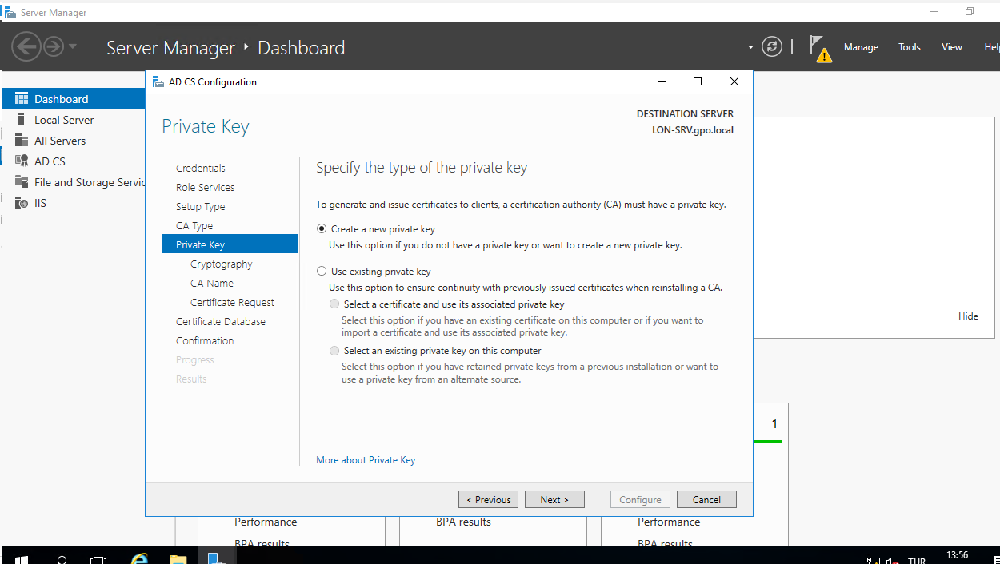 Server Manager
Server Manager ‣ Dashboard
Manage
Tools
View
Dashboard
Local Server
All Servers
AD CS
File and Storage Servic
IIS
AD CS Configuration
Private Key
DESTINATION SERVER
LON-SRV.gpo.local
Credentials
Role Services
Setup Type
CA Type
Private Key
Cryptography
CA Name
Certificate Request
Certificate Database
Confirmation
Progress
Results
Specify the type of the private key
To generate and issue certificates to clients, a certification authority (CA) must have a private key.
Create a new private key
Use this option if you do not have a private key or want to create a new private key.
Use existing private key
Use this option to ensure continuity with previously issued certificates when reinstalling a CA.
Select a certificate and use its associated private key
Select this option if you have an existing certificate on this computer or if you want to
import a certificate and use its associated private key.
Select an existing private key on this computer
Select this option if you have retained private keys from a previous installation or want to
use a private key from an alternate source.
More about Private Key
< Previous
Next >
Configure
Cancel
Hide
1
Performance
BPA results
BPA results
Performance
BPA results
TUR
13:56